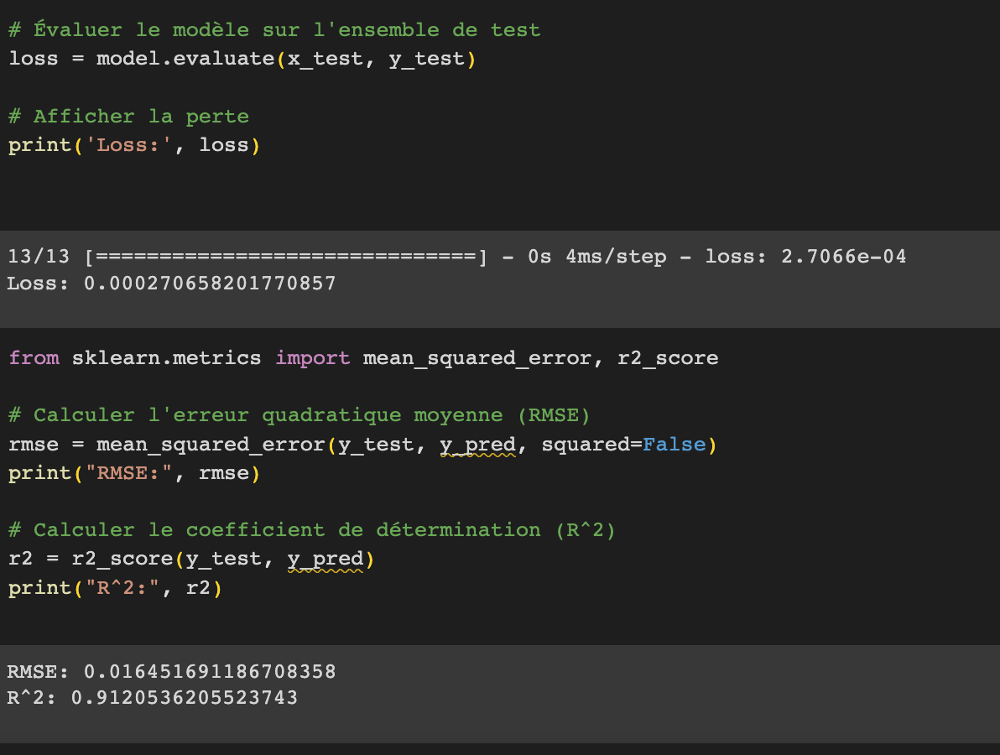 # Évaluer le modèle sur l'ensemble de test
loss = model.evaluate(x_test, y_test)
# Afficher la perte
print('Loss:', loss)
13/13 [==============================] - 0s 4ms/step - loss: 2.7066e-04
Loss: 0.000270658201770857
from sklearn.metrics import mean_squared_error, r2_score
# Calculer l'erreur quadratique moyenne (RMSE)
rmse = mean_squared_error(y_test, y_pred, squared=False)
print("RMSE:", rmse)
# Calculer le coefficient de détermination (R^2)
r2 = r2_score(y_test, y_pred)
print("R^2:", r2)
RMSE: 0.016451691186708358
R^2: 0.9120536205523743